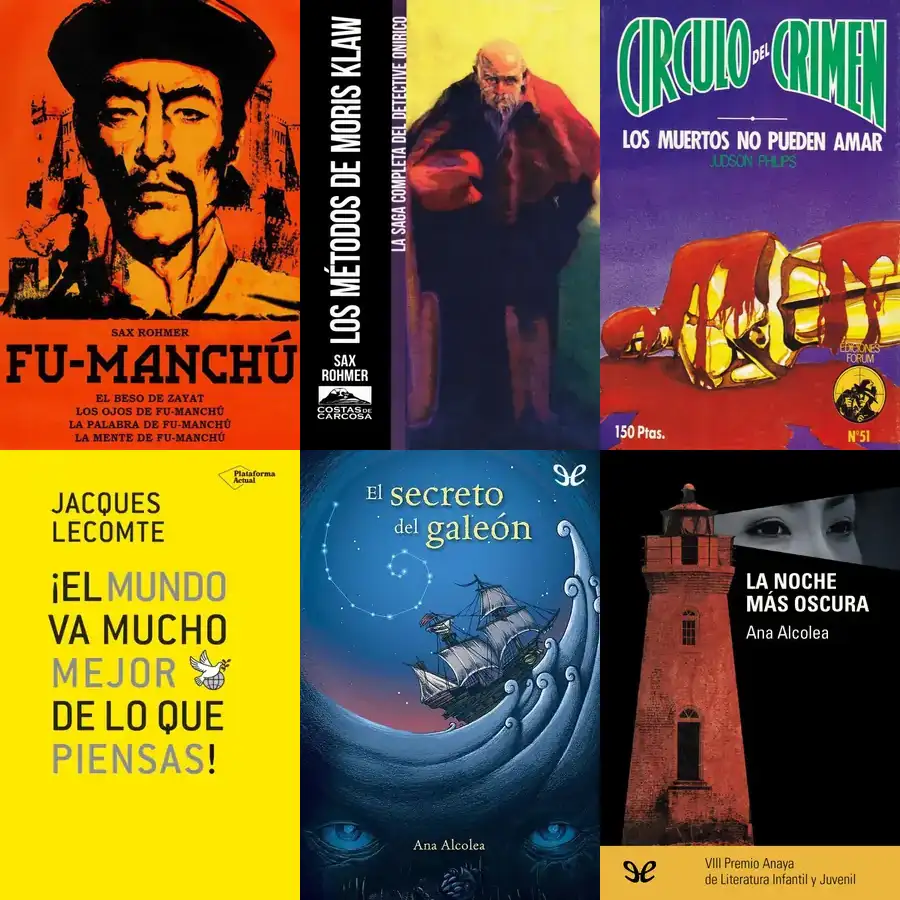 SAX ROHMER
FU-MANCHÚ
EL BESO DE ZAYAT
LOS OJOS DE FU-MANCHÚ
LA PALABRA DE FU-MANCHÚ
LA MENTE DE FU-MANCHÚ
LOS MÉTODOS DE MORIS KLAW
LA SAGA COMPLETA DEL DETECTIVE ONÍRICO
SAX
ROHMER
COSTAS DE
CARCOSA
CIRCULO DEL CRIMEN
LOS MUERTOS NO PUEDEN AMAR
JUDSON PHILIPS
EDICIONES
FORUM
150 Ptas.
N°51
Plataforma
Actual
JACQUES
LECOMTE
¡EL MUNDO
VA MUCHO
MEJOR
DE LO QUE
PIENSAS!
El secreto
del galeón
Ana Alcolea
LA NOCHE
MÁS OSCURA
Ana Alcolea
VIII Premio Anaya
de Literatura Infantil y Juvenil